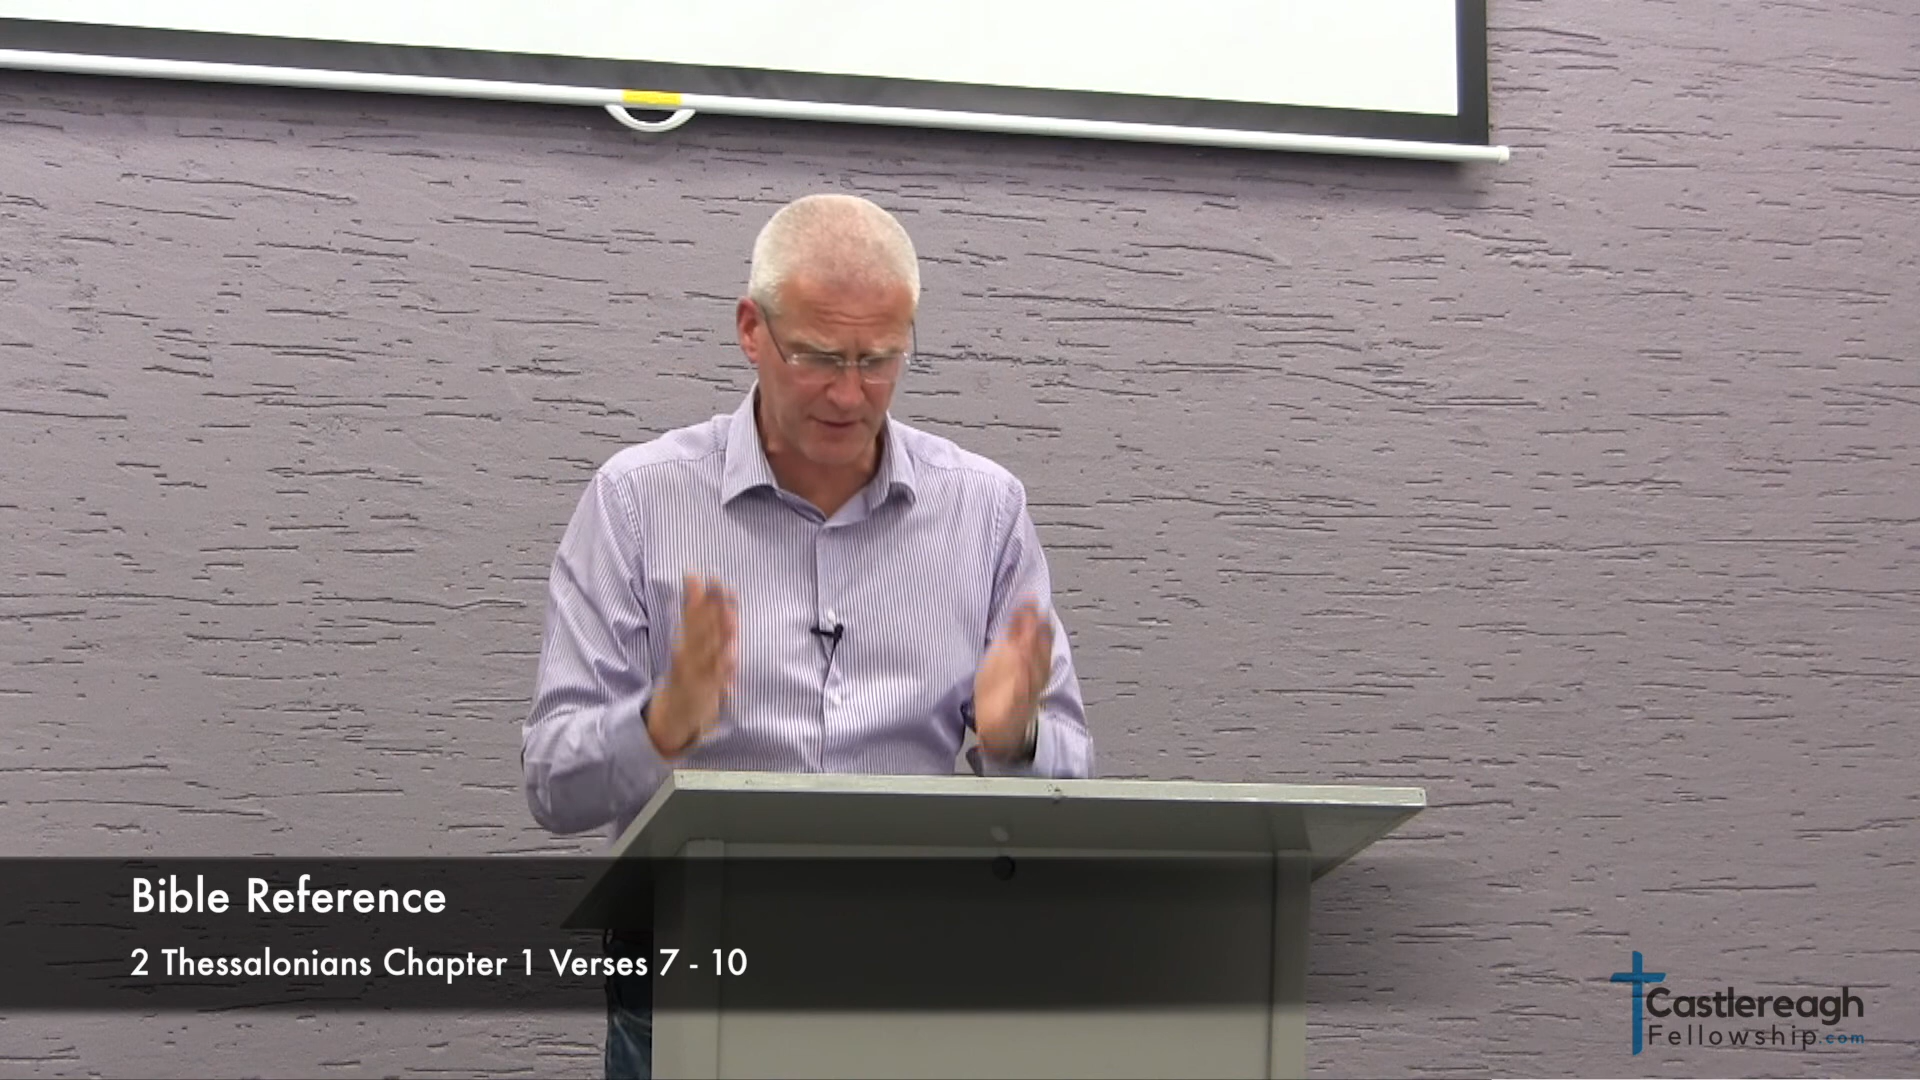 Bible Reference
2 Thessalonians Chapter 1 Verses 7 - 10
Castlereagh
Fellowship.com